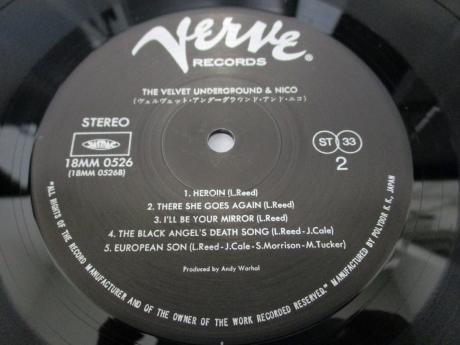 Verve
RECORDS®
THE VELVET UNDERGROUND & NICO
(ヴェルヴェット・アンダーグラウンド・アンド・ニコ)
STEREO
18MM 0526
(18MM 0526B)
ST 33
2
1. HEROIN (L.Reed)
2. THERE SHE GOES AGAIN (L.Reed)
3. I'LL BE YOUR MIRROR (L.Reed)
4. THE BLACK ANGEL'S DEATH SONG (L.Reed-J.Cale)
5. EUROPEAN SON (L.Reed-J.Cale-S.Morrison-M.Tucker)
Produced by Andy Warhol
"ALL RIGHTS OF THE RECORD MANUFACTURER AND OF THE OWNER OF THE WORK RECORDED RESERVED." MANUFACTURED BY POLYDOR K.K., JAPAN